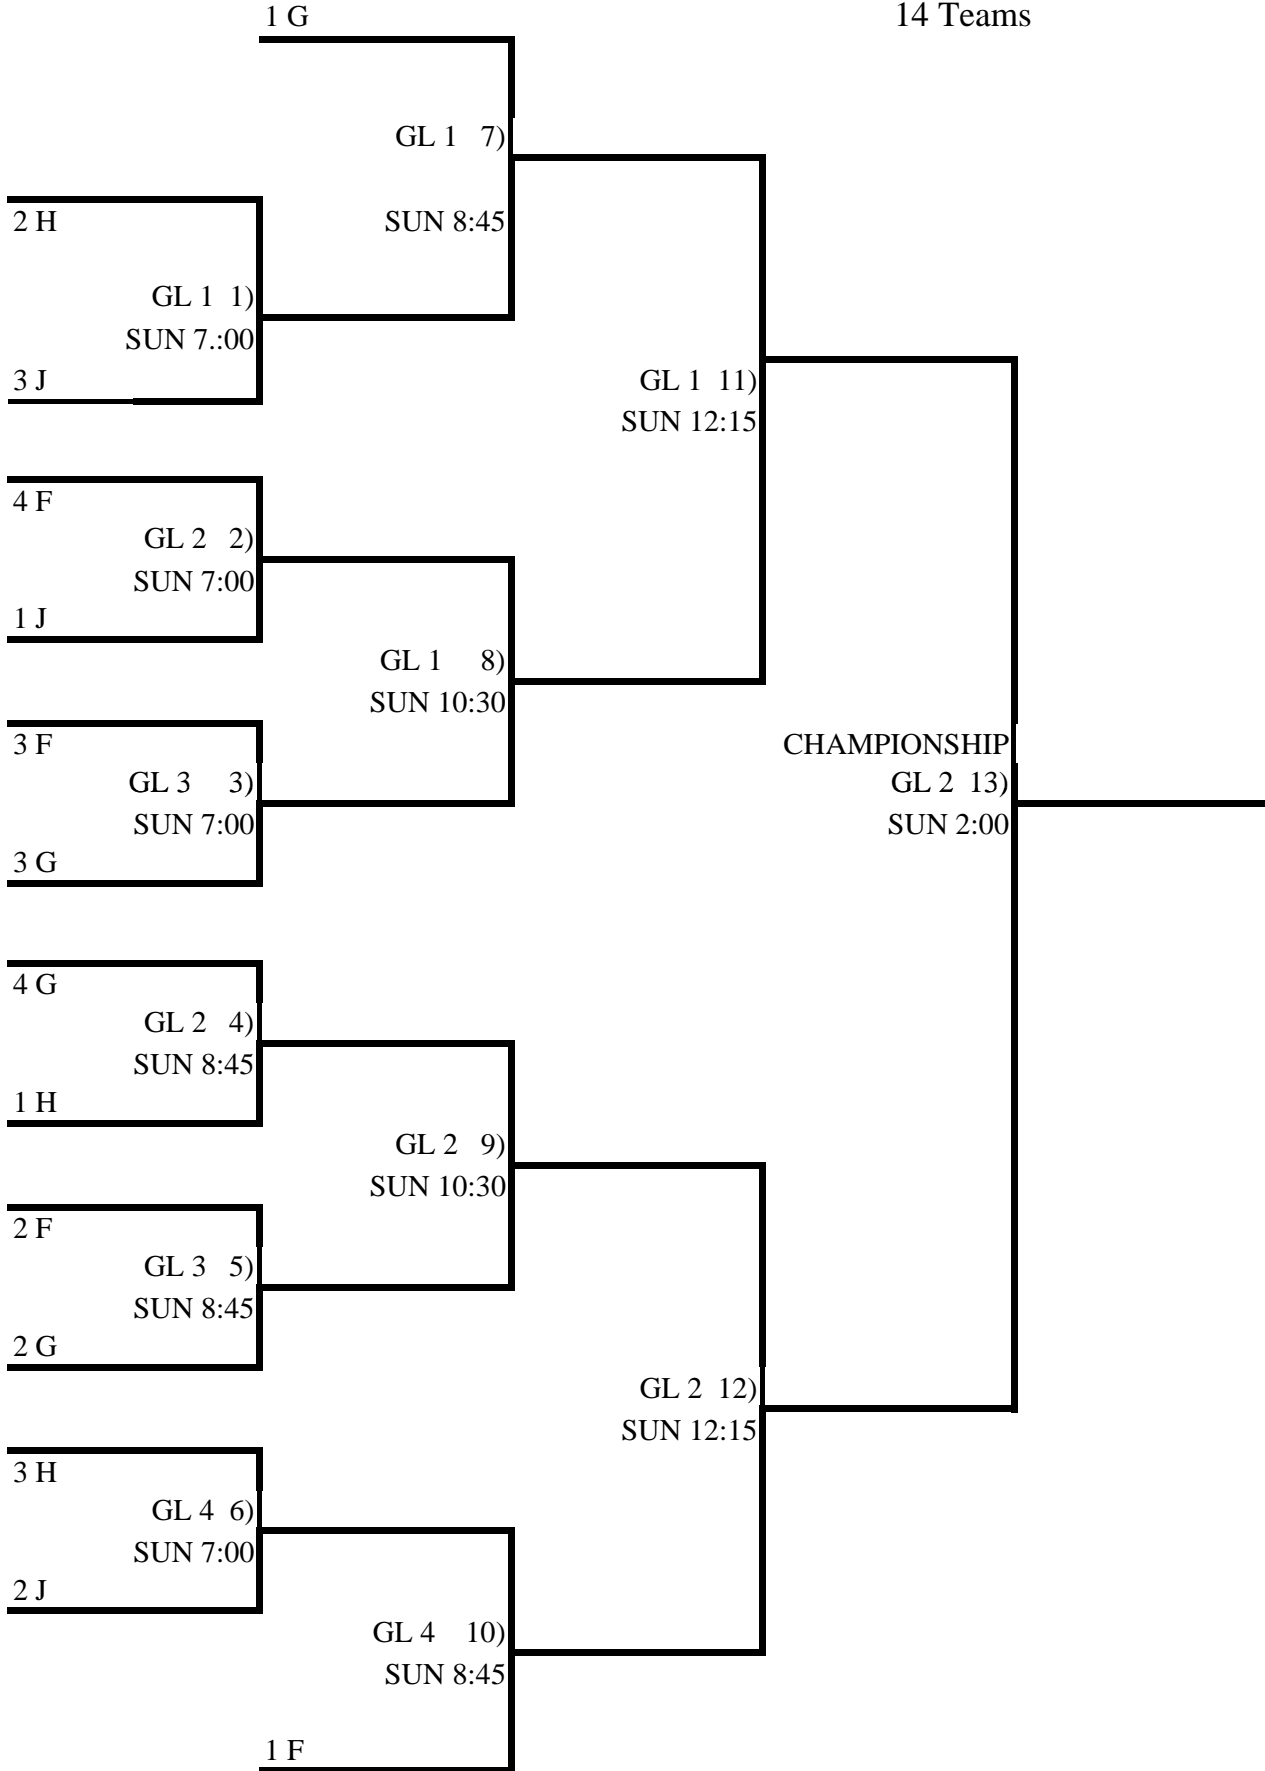 1 G
14 Teams
GL 1 7)
2 H
SUN 8:45
GL 1 1)
SUN 7.:00
3 J
GL 1 11)
SUN 12:15
4 F
GL 2 2)
SUN 7:00
1 J
GL 1 8)
SUN 10:30
3 F
CHAMPIONSHIP
GL 3 3)
GL 2 13)
SUN 7:00
SUN 2:00
3 G
4 G
GL 2 4)
SUN 8:45
1 H
GL 2 9)
SUN 10:30
2 F
GL 3 5)
SUN 8:45
2 G
GL 2 12)
SUN 12:15
3 H
GL 4 6)
SUN 7:00
2 J
GL 4 10)
SUN 8:45
1 F